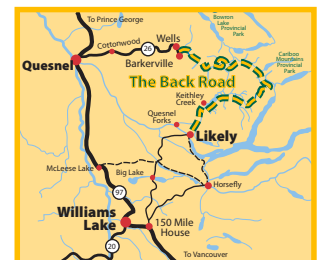 To Prince George
Bowron
Lake
Provincial
Park
Wells
Cottonwood
26
Cariboo
Mountains
Provincial
Park
Quesnel
Barkerville
The Back Road
Keithley
Creek
Quesnel
Forks
Likely
McLeese Lake
Big Lake
Horsefly
97
Williams
Lake
150 Mile
House
20
To Vancouver